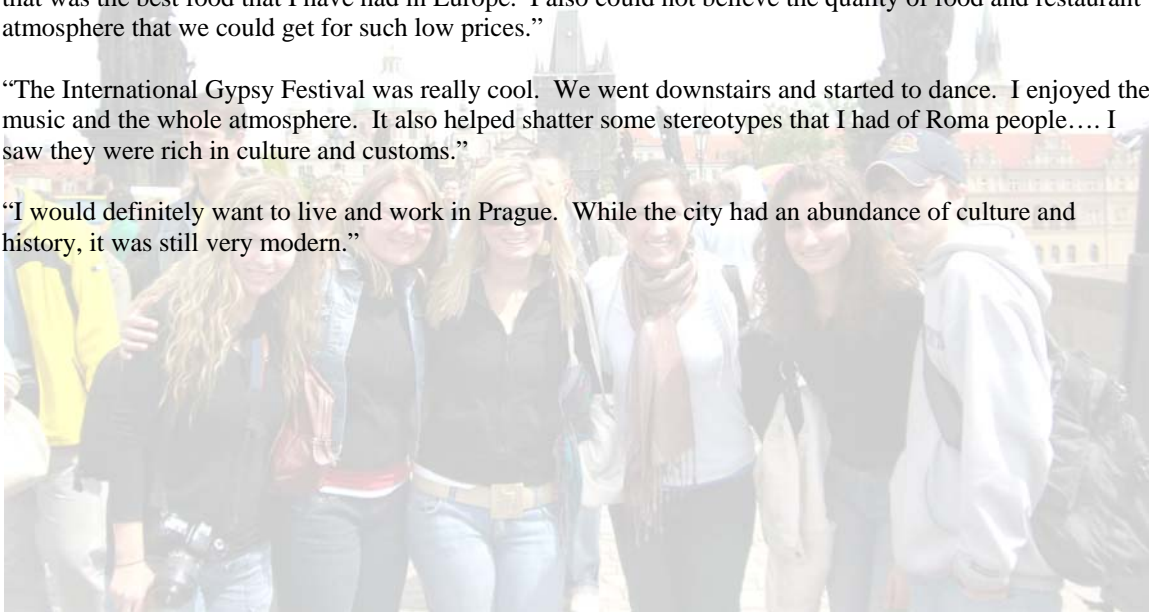 that was the best food that I have had in Europe.  I also could not believe the quality of food and restaurant
atmosphere that we could get for such low prices.”
“The International Gypsy Festival was really cool.  We went downstairs and started to dance.  I enjoyed the
music and the whole atmosphere.  It also helped shatter some stereotypes that I had of Roma people…. I
saw they were rich in culture and customs.”
“I would definitely want to live and work in Prague.  While the city had an abundance of culture and
history, it was still very modern.”